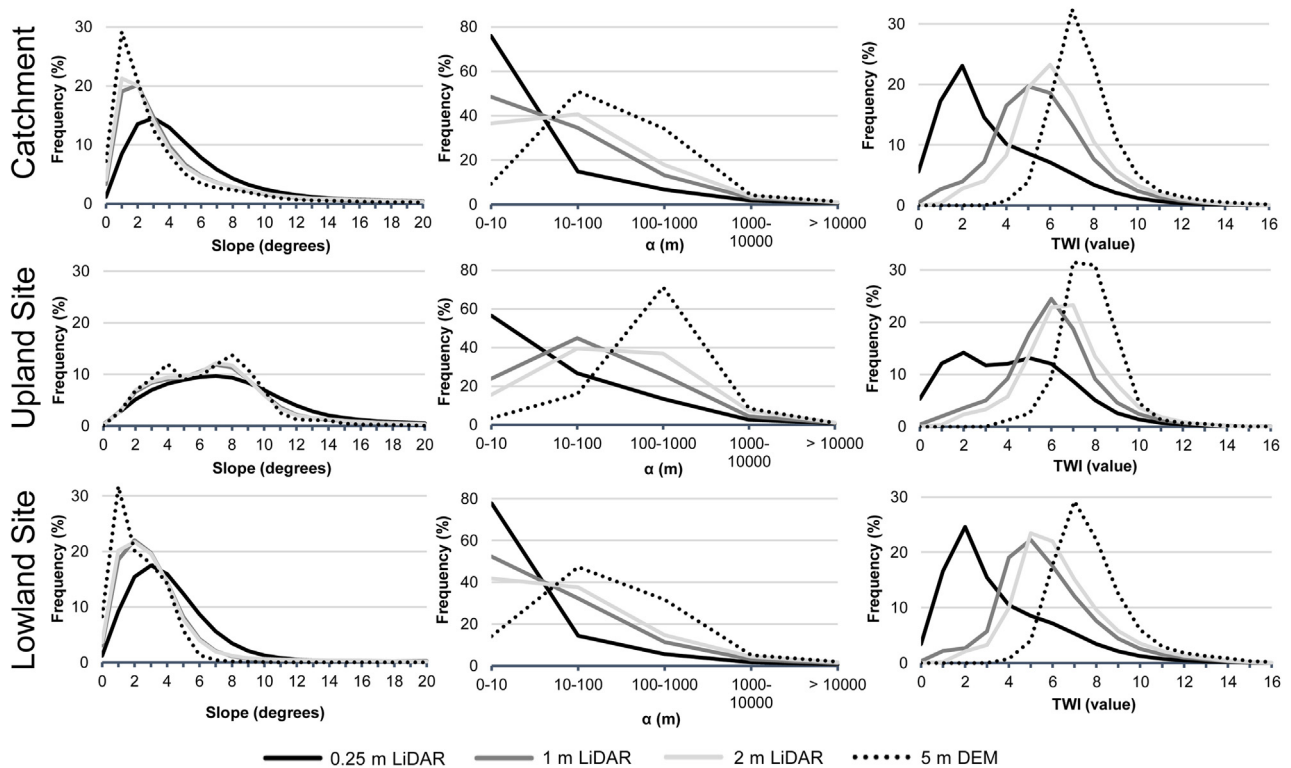 Catchment
Frequency (%)
30
20
10
0
0 2 4 6 8 10 12 14 16 18 20
Slope (degrees)
Frequency (%)
80
60
40
20
0
0-10 10-100 100-1000 1000-10000 > 10000
α (m)
Frequency (%)
30
20
10
0
0 2 4 6 8 10 12 14 16
TWI (value)
Upland Site
Frequency (%)
30
20
10
0
0 2 4 6 8 10 12 14 16 18 20
Slope (degrees)
Frequency (%)
80
60
40
20
0
0-10 10-100 100-1000 1000-10000 > 10000
α (m)
Frequency (%)
30
20
10
0
0 2 4 6 8 10 12 14 16
TWI (value)
Lowland Site
Frequency (%)
30
20
10
0
0 2 4 6 8 10 12 14 16 18 20
Slope (degrees)
Frequency (%)
80
60
40
20
0
0-10 10-100 100-1000 1000-10000 > 10000
α (m)
Frequency (%)
30
20
10
0
0 2 4 6 8 10 12 14 16
TWI (value)
0.25 m LiDAR 1 m LiDAR 2 m LiDAR 5 m DEM